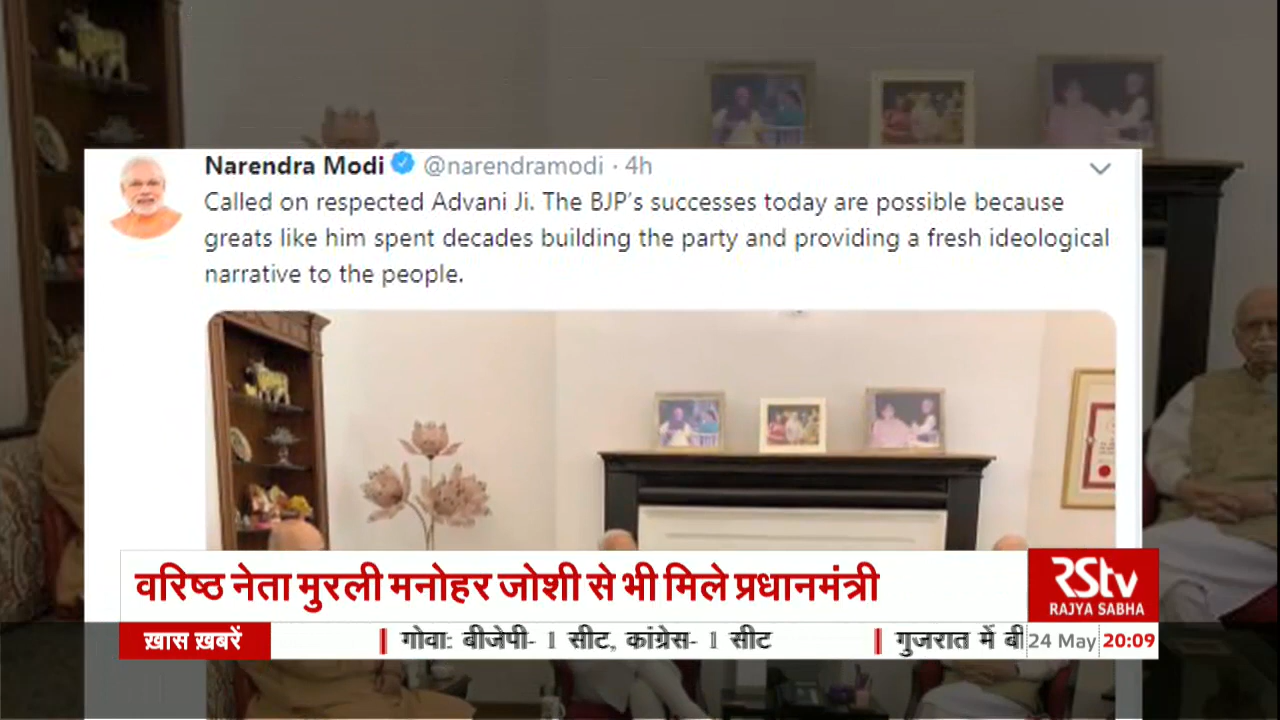 Narendra Modi @narendramodi · 4h
Called on respected Advani Ji. The BJP's successes today are possible because
greats like him spent decades building the party and providing a fresh ideological
narrative to the people.
वरिष्ठ नेता मुरली मनोहर जोशी से भी मिले प्रधानमंत्री
RStv
RAJYA SABHA
ख़ास ख़बरें | गोवा: बीजेपी- 1 सीट, कांग्रेस- 1 सीट | गुजरात में बी 24 May 20:09